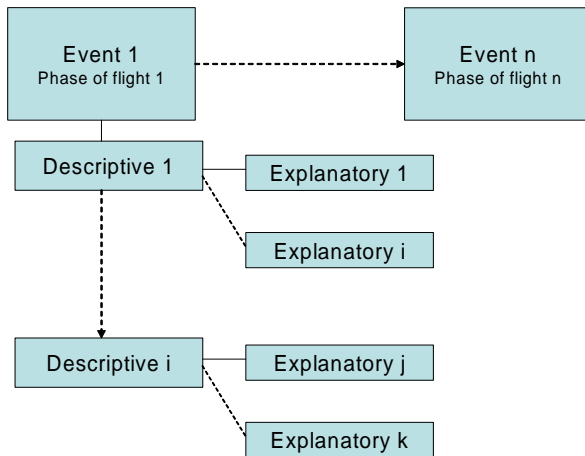 Event 1
Phase of flight 1
Event n
Phase of flight n
Descriptive 1
Explanatory 1
Explanatory i
Descriptive i
Explanatory j
Explanatory k